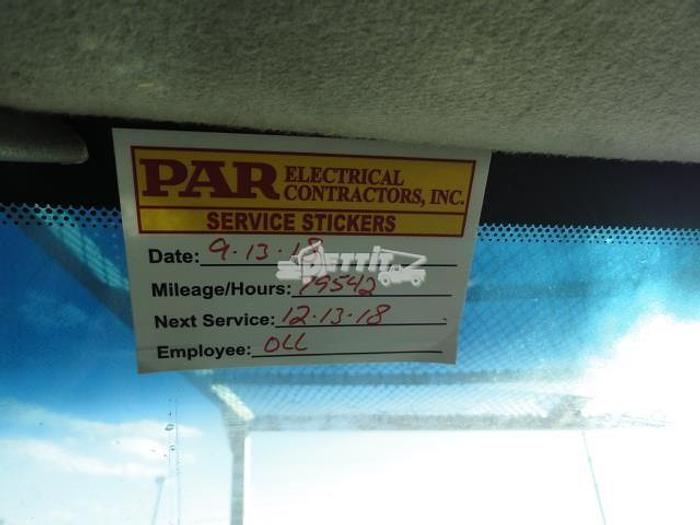 PAR ELECTRICAL
CONTRACTORS, INC.
SERVICE STICKERS
Date: 9.13.18
PETTIT
Mileage/Hours: 79542
Next Service: 12.13.18
Employee: OLL